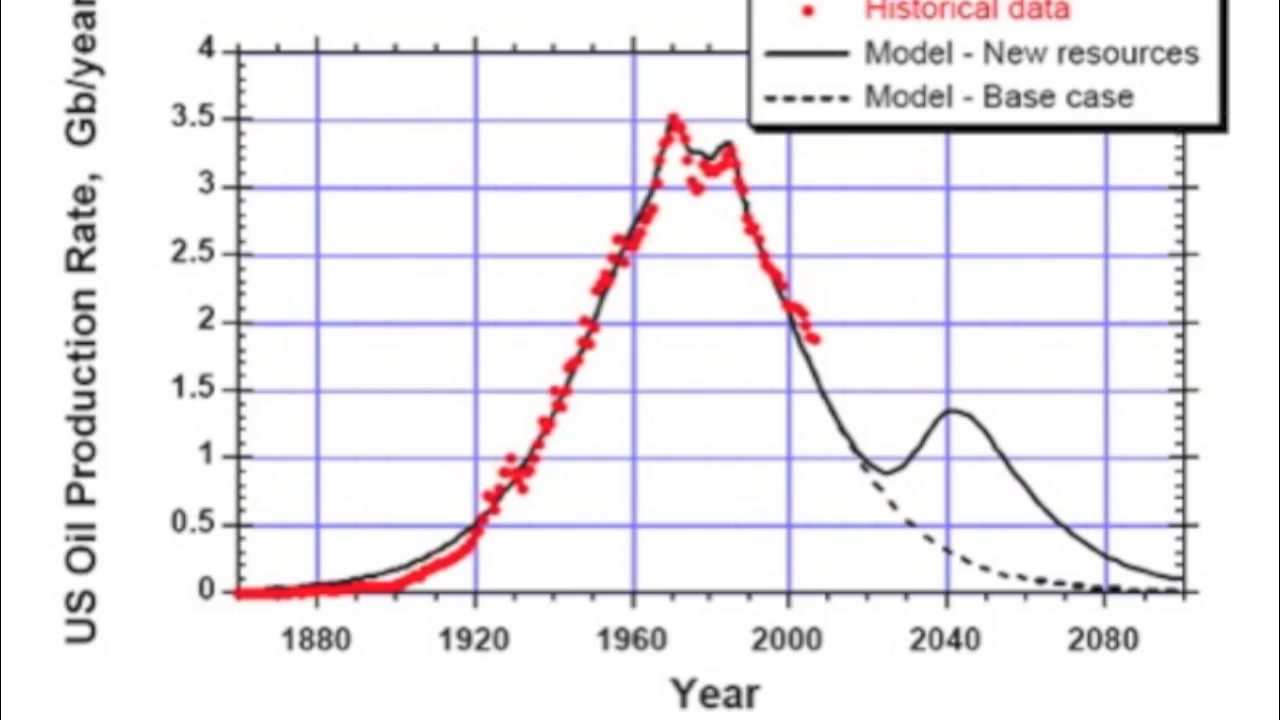 US Oil Production Rate, Gb/year
Historical data
Model - New resources
Model - Base case
4
3.5
3
2.5
2
1.5
1
0.5
0
1880 1920 1960 2000 2040 2080
Year